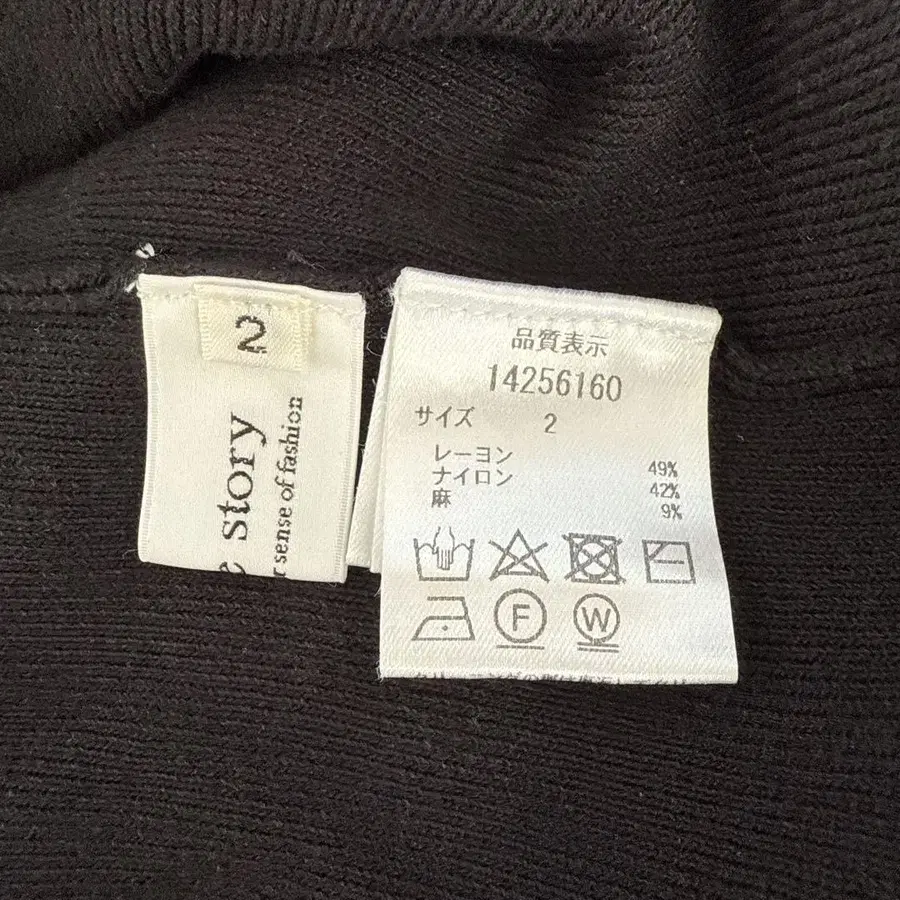 2
story
sense of fashion
品質表示
14256160
サイズ 2
レーヨン 49%
ナイロン 42%
麻 9%
F
W